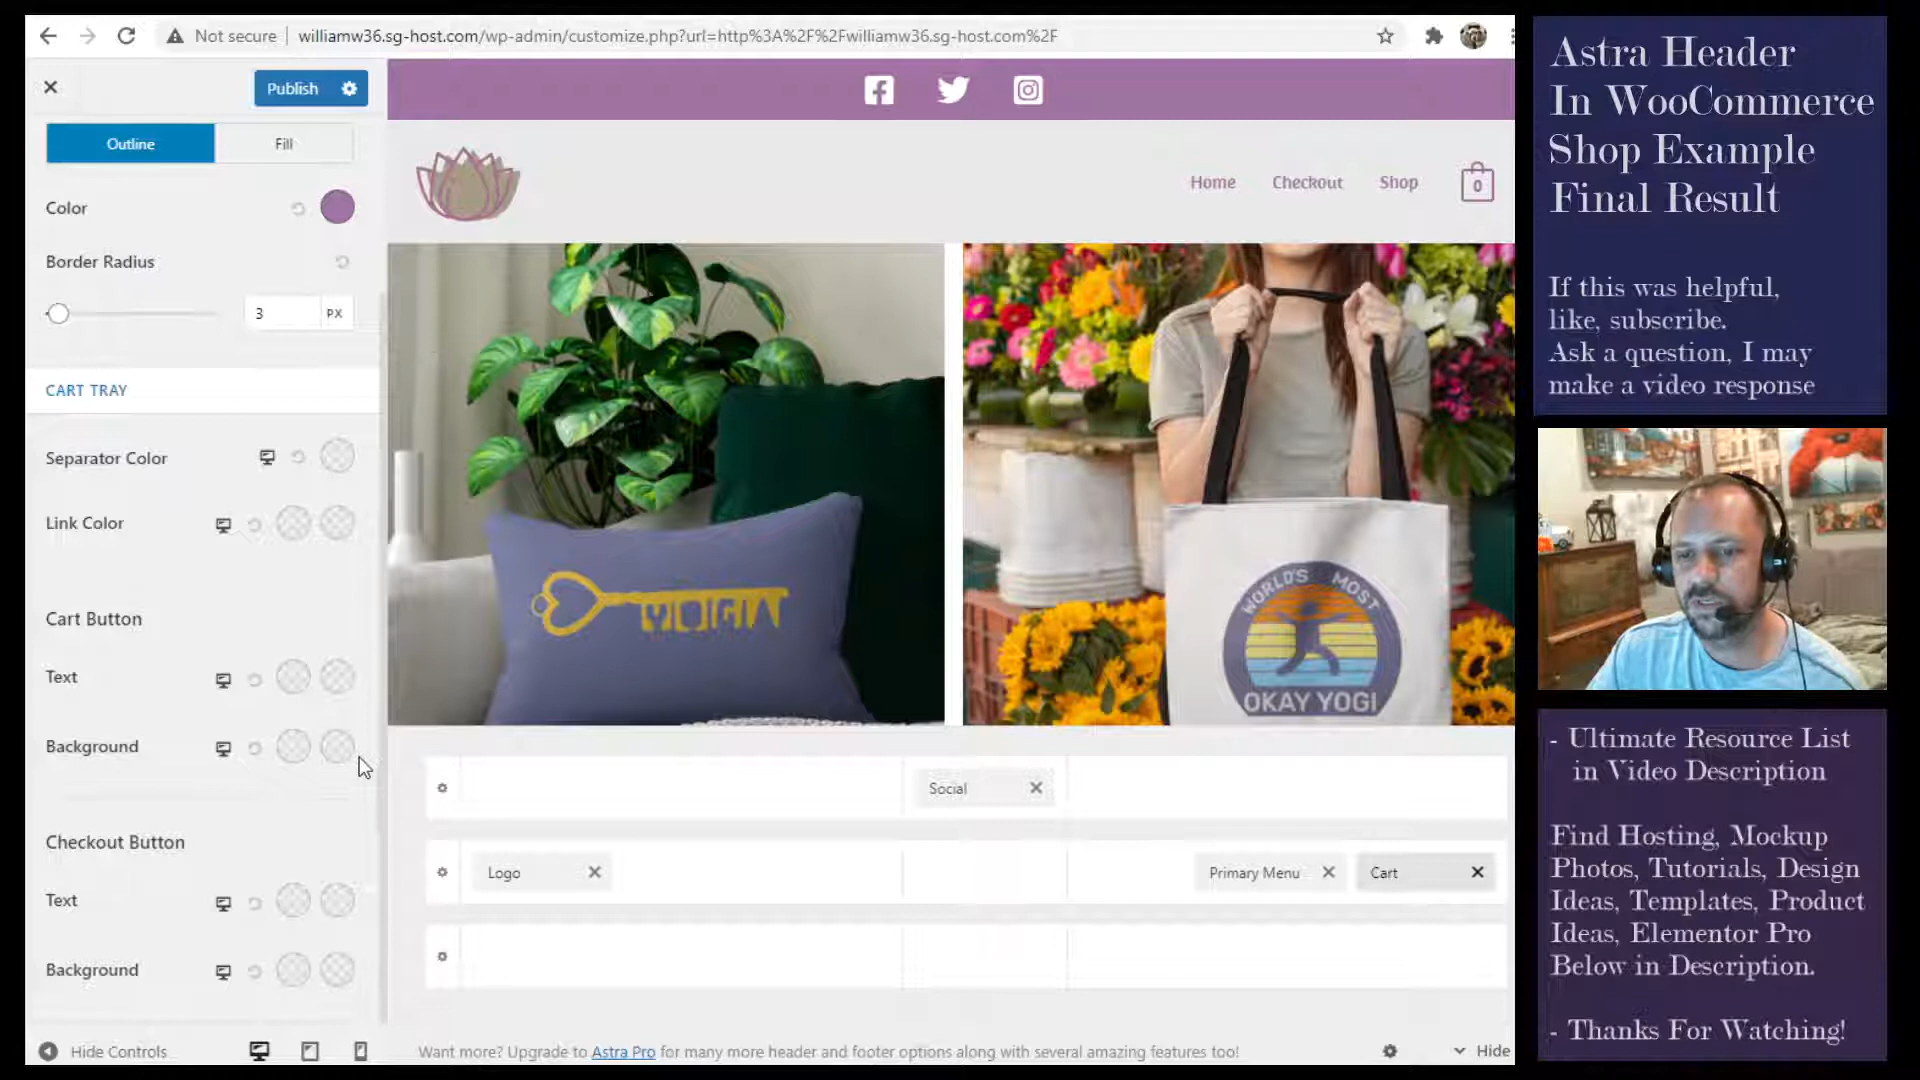 Not secure
williamw36.sg-host.com/wp-admin/customize.php?url=http%3A%2F%2Fwilliamw36.sg-host.com%2F
Publish
Outline
Fill
Color
Border Radius
3
PX
CART TRAY
Separator Color
Link Color
Cart Button
Text
Background
Checkout Button
Text
Background
Hide Controls
Home
Checkout
Shop
0
YOGA
WORLD'S MOST
OKAY YOGI
Social
Logo
Primary Menu
Cart
Want more? Upgrade to Astra Pro for many more header and footer options along with several amazing features too!
Hide
Astra Header
In WooCommerce
Shop Example
Final Result
If this was helpful,
like, subscribe.
Ask a question, I may
make a video response
- Ultimate Resource List
in Video Description
Find Hosting, Mockup
Photos, Tutorials, Design
Ideas, Templates, Product
Ideas, Elementor Pro
Below in Description.
- Thanks For Watching!